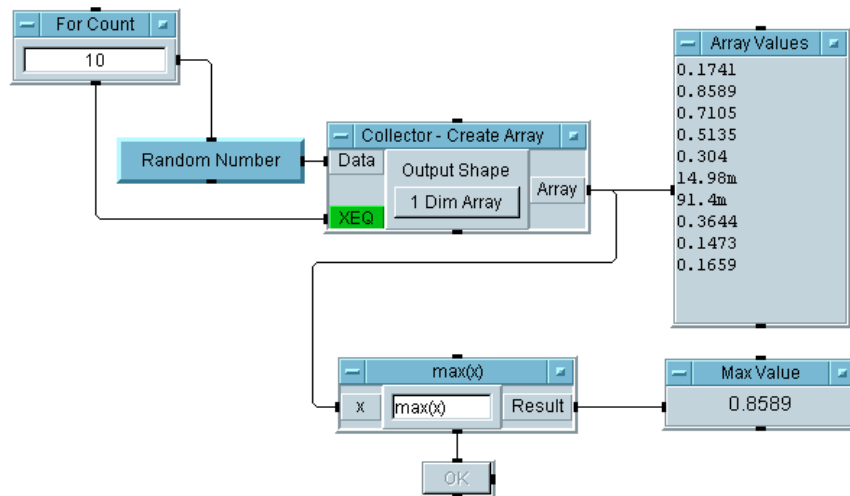 For Count
10
Random Number
Collector - Create Array
Data
Output Shape
1 Dim Array
Array
XEQ
Array Values
0.1741
0.8589
0.7105
0.5135
0.304
14.98m
91.4m
0.3644
0.1473
0.1659
max(x)
x
max(x)
Result
Max Value
0.8589
OK